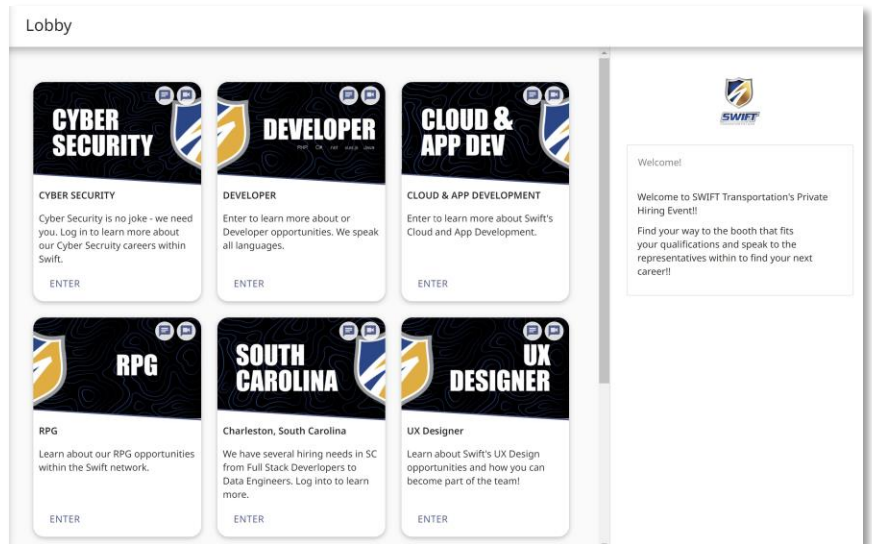 Lobby
CYBER
SECURITY
CYBER SECURITY
Cyber Security is no joke - we need
you. Log in to learn more about
our Cyber Secruity careers within
Swift.
ENTER
DEVELOPER
DEVELOPER
Enter to learn more about or
Developer opportunities. We speak
all languages.
ENTER
CLOUD &
APP DEV
CLOUD & APP DEVELOPMENT
Enter to learn more about Swift's
Cloud and App Development.
ENTER
RPG
RPG
Learn about our RPG opportunities
within the Swift network.
ENTER
SOUTH
CAROLINA
Charleston, South Carolina
We have several hiring needs in SC
from Full Stack Derverlopers to
Data Engineers. Log into to learn
more.
ENTER
UX
DESIGNER
UX Designer
Learn about Swift's UX Design
opportunities and how you can
become part of the team!
ENTER
SWIFT
Welcome!
Welcome to SWIFT Transportation's Private
Hiring Event!!
Find your way to the booth that fits
your qualifications and speak to the
representatives within to find your next
career!!